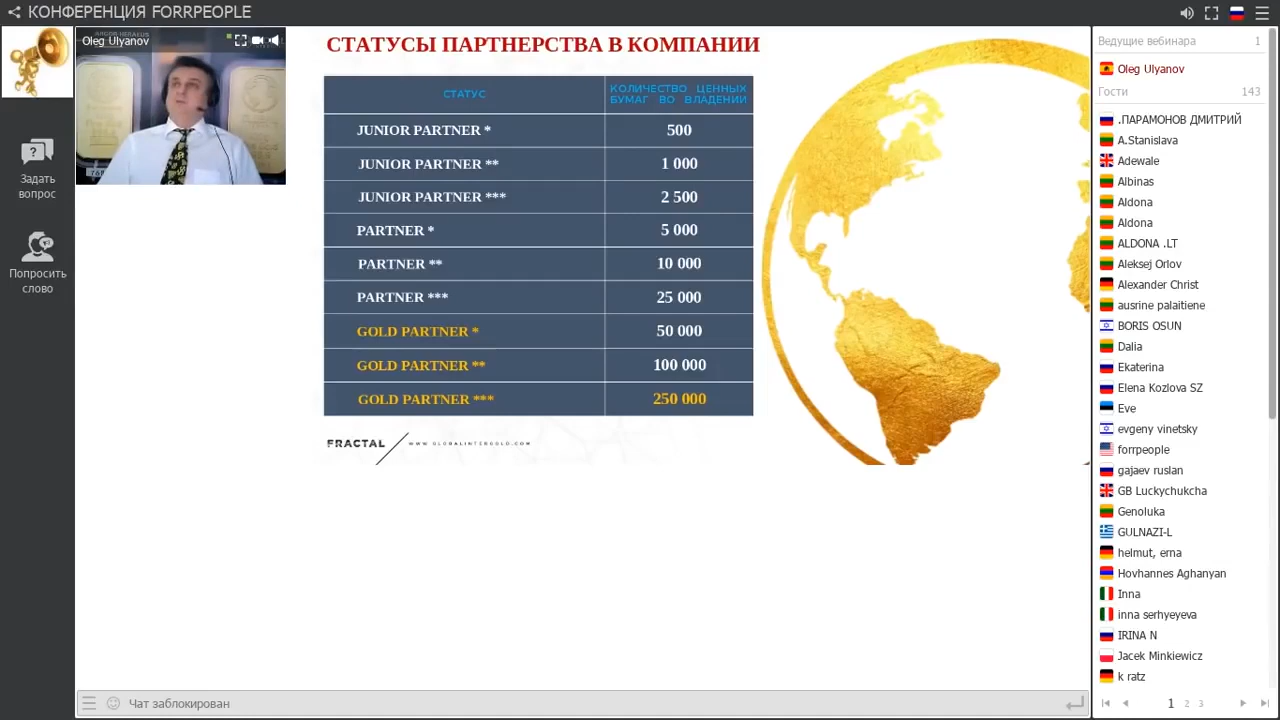 КОНФЕРЕНЦИЯ FORRPEOPLE
Oleg Ulyanov
Задать
вопрос
Попросить
слово
СТАТУСЫ ПАРТНЕРСТВА В КОМПАНИИ
СТАТУС
КОЛИЧЕСТВО ЦЕННЫХ
БУМАГ ВО ВЛАДЕНИИ
JUNIOR PARTNER * 500
JUNIOR PARTNER ** 1 000
JUNIOR PARTNER *** 2 500
PARTNER * 5 000
PARTNER ** 10 000
PARTNER *** 25 000
GOLD PARTNER * 50 000
GOLD PARTNER ** 100 000
GOLD PARTNER *** 250 000
FRACTAL
WWW.GLOBALINTERGOLD.COM
Чат заблокирован
Ведущие вебинара 1
Oleg Ulyanov
Гости 143
.ПАРАМОНОВ ДМИТРИЙ
A.Stanislava
Adewale
Albinas
Aldona
Aldona
ALDONA .LT
Aleksej Orlov
Alexander Christ
ausrine palaitiene
BORIS OSUN
Dalia
Ekaterina
Elena Kozlova SZ
Eve
evgeny vinetsky
forrpeople
gajaev ruslan
GB Luckychukcha
Genoluka
GULNAZI-L
helmut, erna
Hovhannes Aghanyan
Inna
inna serhyeyeva
IRINA N
Jacek Minkiewicz
k ratz
1 2 3